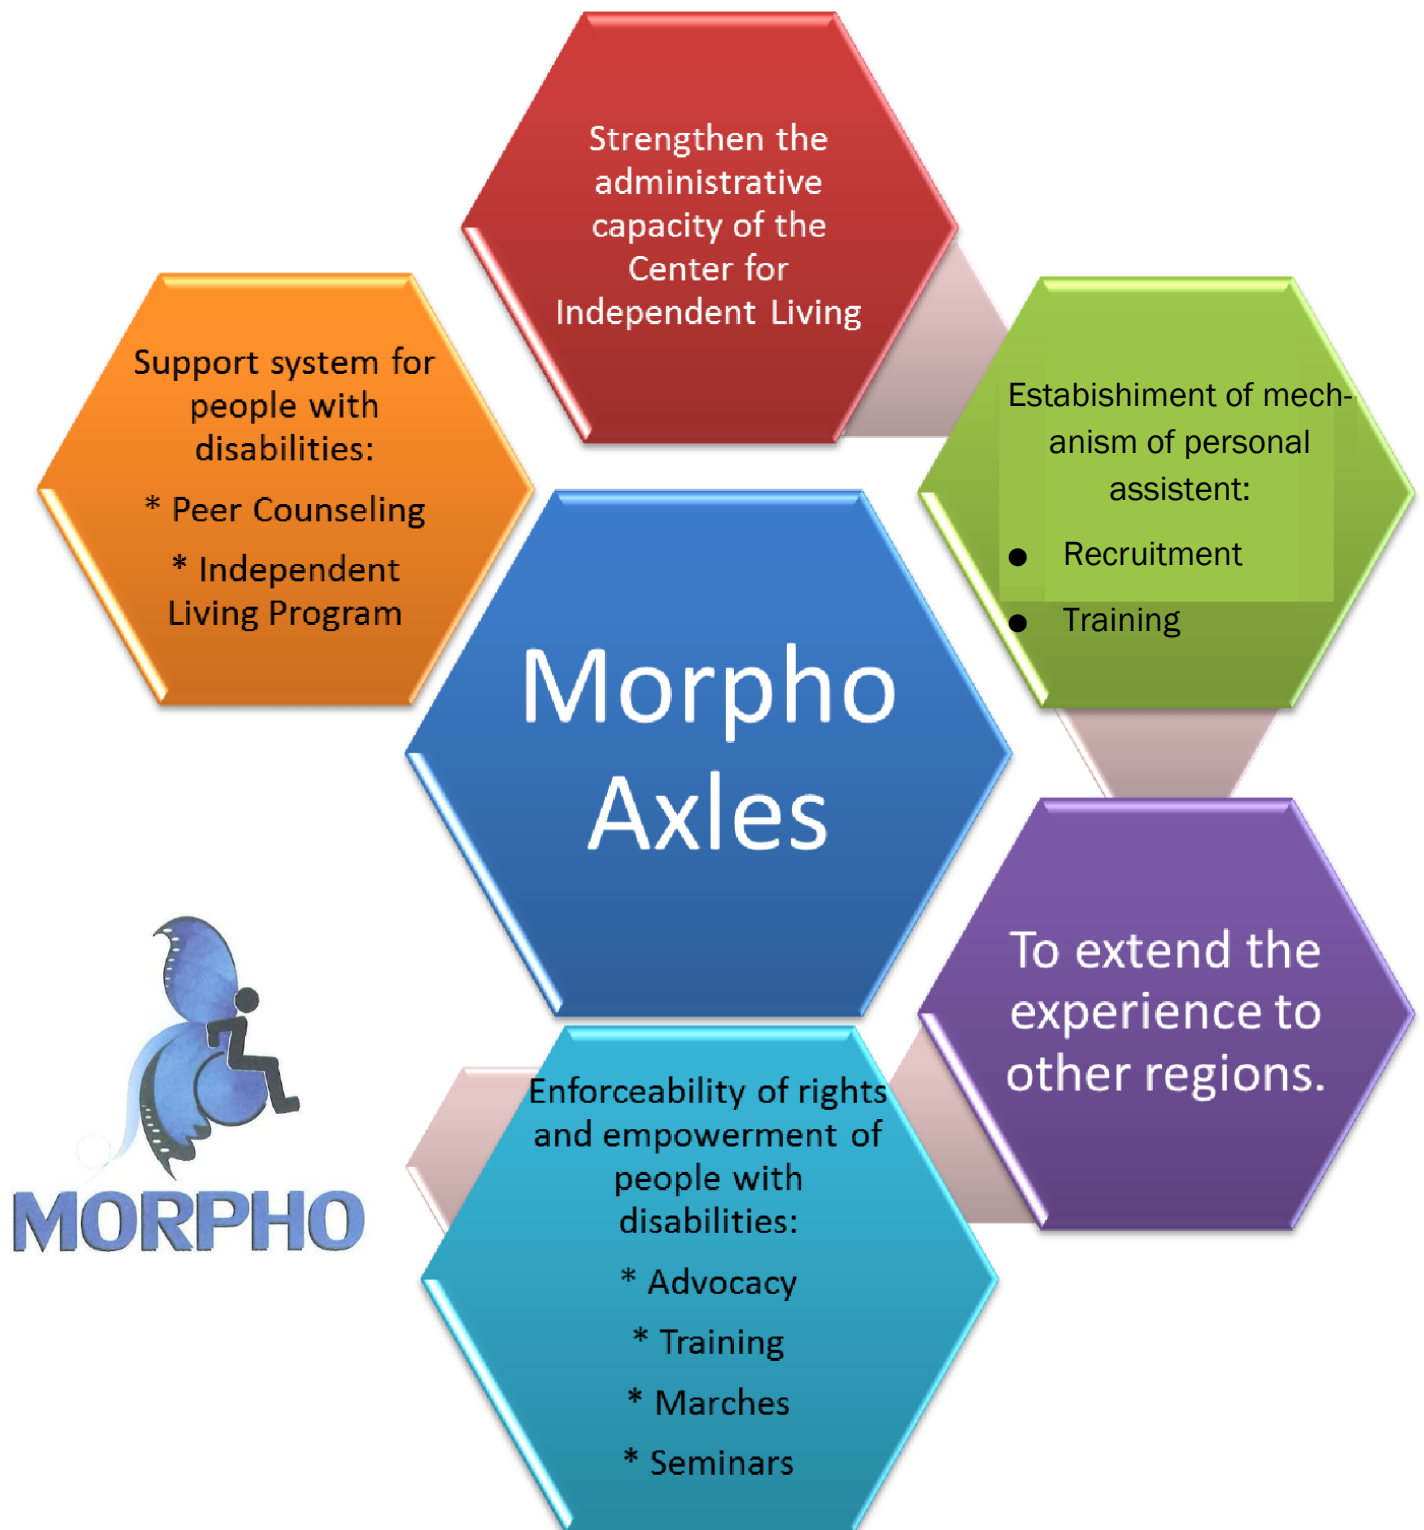 Strengthen the
administrative
capacity of the
Center for
Independent Living
Support system for
people with
disabilities:
* Peer Counseling
* Independent
Living Program
Estabishiment of mech-
anism of personal
assistent:
● Recruitment
● Training
Morpho
Axles
To extend the
experience to
other regions.
Enforceability of rights
and empowerment of
people with
disabilities:
* Advocacy
* Training
* Marches
* Seminars
MORPHO